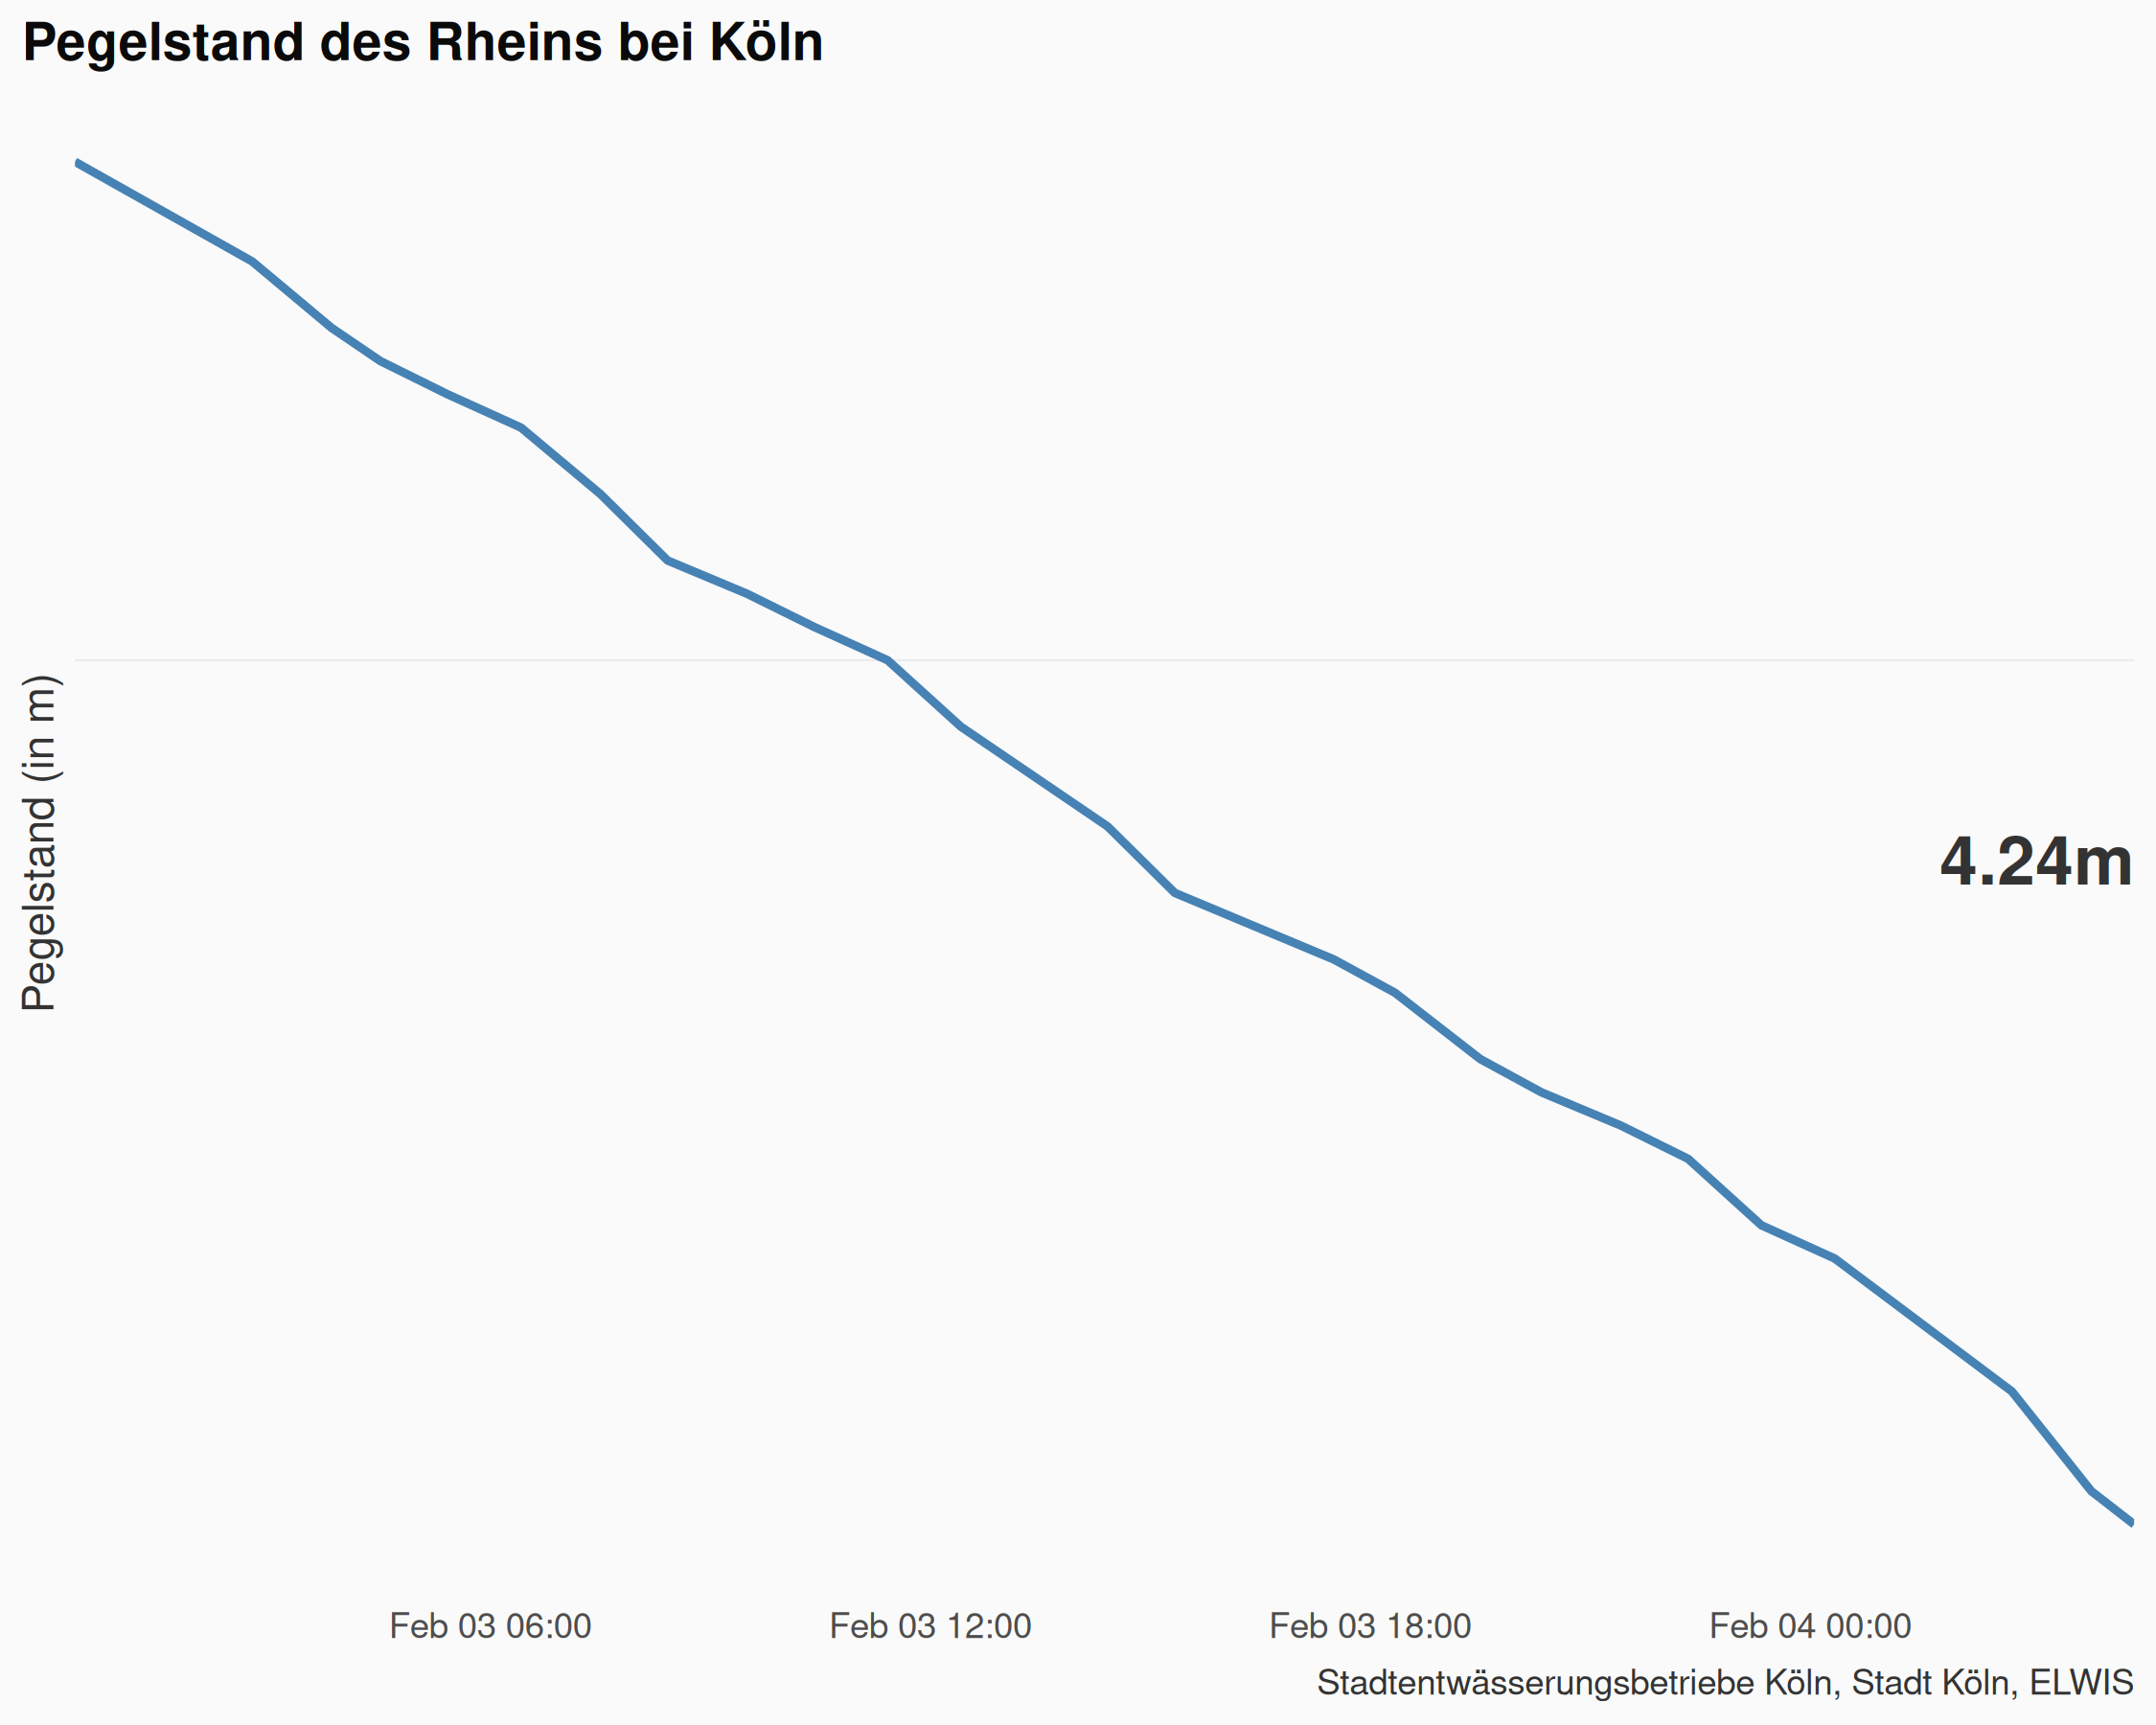 Pegelstand des Rheins bei Köln
Pegelstand (in m)
4.24m
Feb 03 06:00
Feb 03 12:00
Feb 03 18:00
Feb 04 00:00
Stadtentwässerungsbetriebe Köln, Stadt Köln, ELWIS